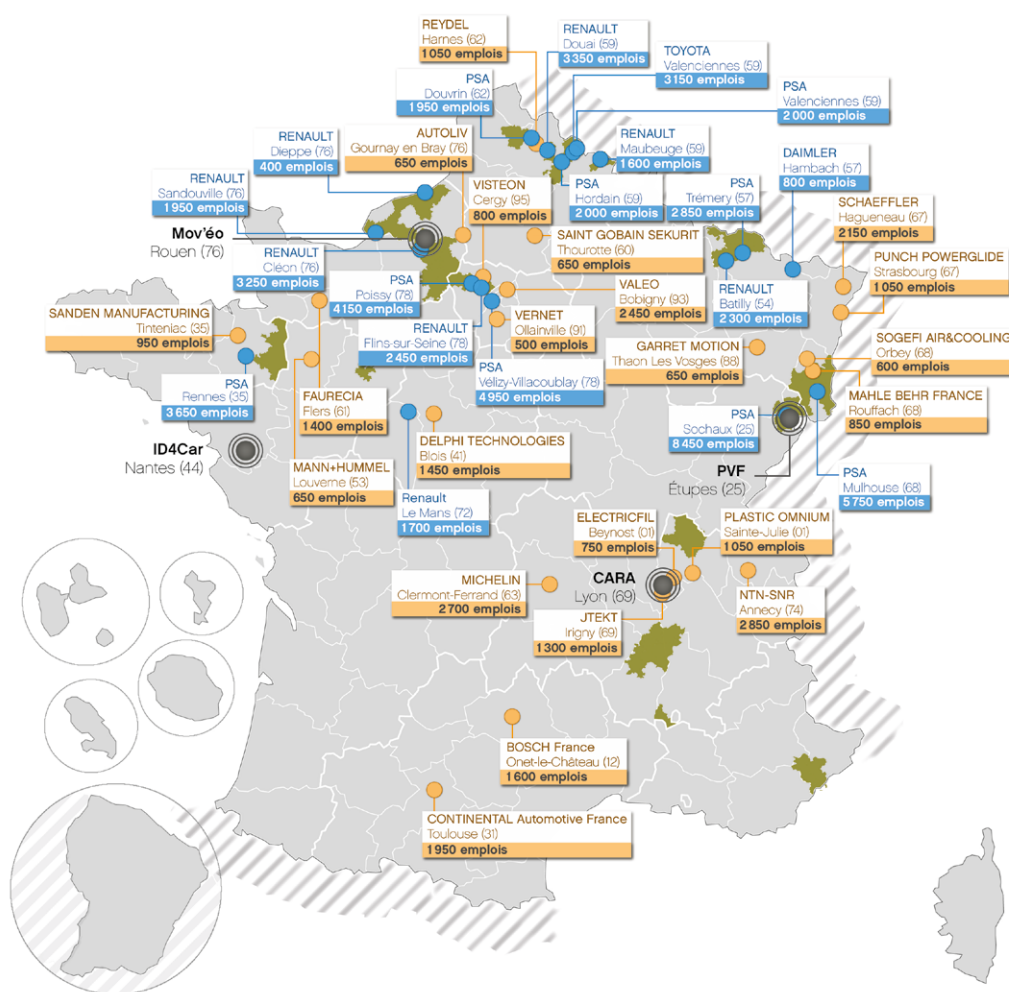 REYDEL
Harnes (62)
1 050 emplois
RENAULT
Douai (59)
3 350 emplois
TOYOTA
Valenciennes (59)
3 150 emplois
PSA
Douvrin (62)
1 950 emplois
PSA
Valenciennes (59)
2 000 emplois
RENAULT
Dieppe (76)
400 emplois
AUTOLIV
Gournay en Bray (76)
650 emplois
RENAULT
Maubeuge (59)
1 600 emplois
DAIMLER
Hambach (57)
800 emplois
RENAULT
Sandouville (76)
1 950 emplois
VISTEON
Cergy (95)
800 emplois
PSA
Hordain (59)
2 000 emplois
PSA
Trémery (57)
2 850 emplois
SCHAEFFLER
Hagueneau (67)
2 150 emplois
Mov'éo
Rouen (76)
SAINT GOBAIN SEKURIT
Thourotte (60)
650 emplois
RENAULT
Cléon (76)
3 250 emplois
PUNCH POWERGLIDE
Strasbourg (67)
1 050 emplois
PSA
Poissy (78)
4 150 emplois
VALEO
Bobigny (93)
2 450 emplois
RENAULT
Batilly (54)
2 300 emplois
SANDEN MANUFACTURING
Tinteniac (35)
950 emplois
VERNET
Ollainville (91)
500 emplois
RENAULT
Flins-sur-Seine (78)
2 450 emplois
GARRET MOTION
Thaon Les Vosges (88)
650 emplois
SOGEFI AIR&COOLING
Orbey (68)
600 emplois
PSA
Rennes (35)
3 650 emplois
FAURECIA
Flers (61)
1 400 emplois
PSA
Vélizy-Villacoublay (78)
4 950 emplois
MAHLE BEHR FRANCE
Rouffach (68)
850 emplois
PSA
Sochaux (25)
8 450 emplois
ID4Car
Nantes (44)
DELPHI TECHNOLOGIES
Blois (41)
1 450 emplois
MANN+HUMMEL
Louverne (53)
650 emplois
PVF
Étupes (25)
PSA
Mulhouse (68)
5 750 emplois
Renault
Le Mans (72)
1 700 emplois
ELECTRICFIL
Beynost (01)
750 emplois
PLASTIC OMNIUM
Sainte-Julie (01)
1 050 emplois
MICHELIN
Clermont-Ferrand (63)
2 700 emplois
CARA
Lyon (69)
NTN-SNR
Annecy (74)
2 850 emplois
JTEKT
Irigny (69)
1 300 emplois
BOSCH France
Onet-le-Château (12)
1 600 emplois
CONTINENTAL Automotive France
Toulouse (31)
1 950 emplois